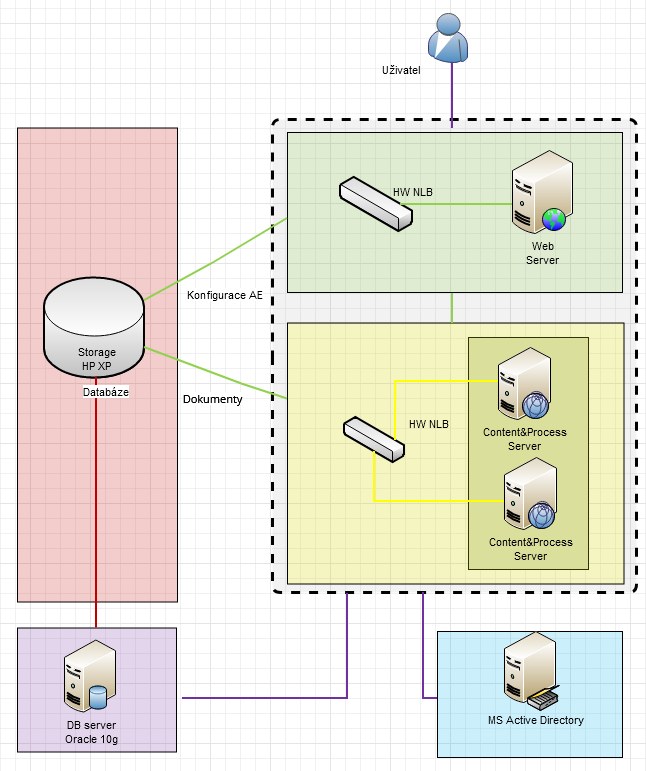 Uživatel
HW NLB
Web
Server
Konfigurace AE
Storage
HP XP
Databáze
Dokumenty
HW NLB
Content&Process
Server
Content&Process
Server
DB server
Oracle 10g
MS Active Directory